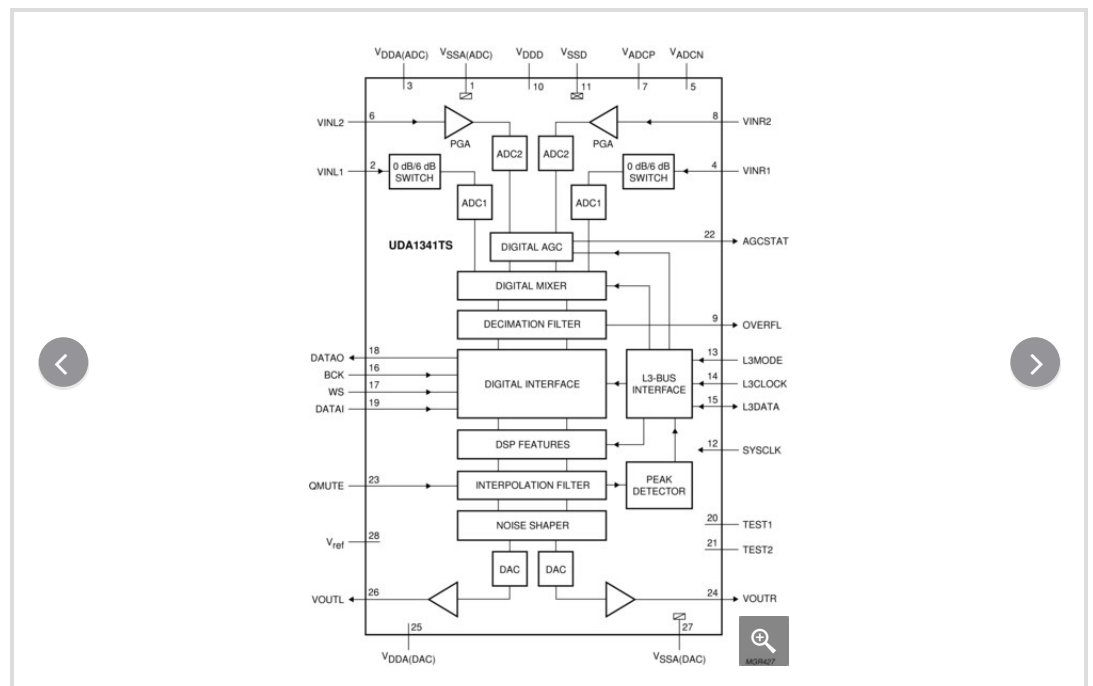 VDDA(ADC) VSSA(ADC) VDDD VSSD VADCP VADCN
3 1 10 11 7 5
VINL2 6 PGA PGA 8 VINR2
ADC2 ADC2
VINL1 2 0 dB/6 dB SWITCH 0 dB/6 dB SWITCH 4 VINR1
ADC1 ADC1
UDA1341TS DIGITAL AGC 22 AGCSTAT
DIGITAL MIXER
DECIMATION FILTER 9 OVERFL
DATAO 18
BCK 16
WS 17
DATAI 19
DIGITAL INTERFACE
L3-BUS
INTERFACE
13 L3MODE
14 L3CLOCK
15 L3DATA
DSP FEATURES 12 SYSCLK
QMUTE 23 INTERPOLATION FILTER
PEAK
DETECTOR
NOISE SHAPER 20 TEST1
21 TEST2
Vref 28
DAC DAC
VOUTL 26 24 VOUTR
25 27
VDDA(DAC) VSSA(DAC)
MGR427